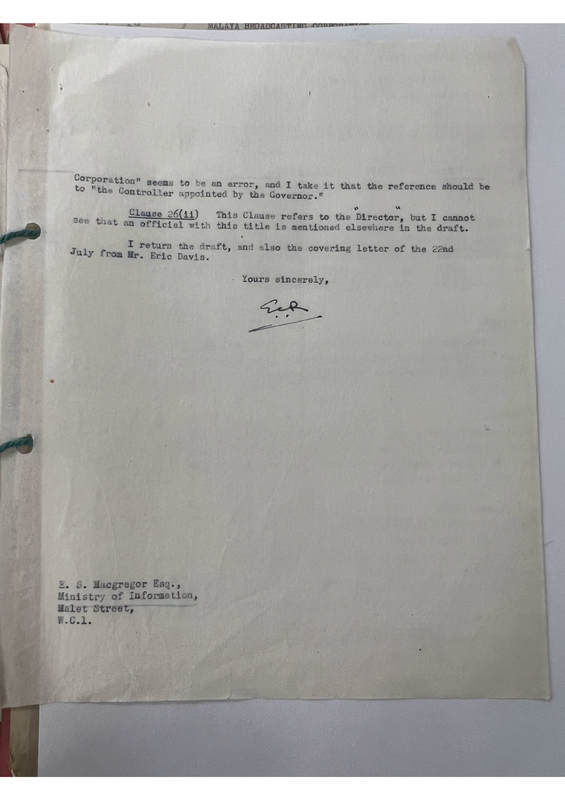 MALAYA BROADCASTING CORPORATION
Corporation" seems to be an error, and I take it that the reference should be
to "the Controller appointed by the Governor."
Clause 26(ii) This Clause refers to the "Director," but I cannot
see that an official with this title is mentioned elsewhere in the draft.
I return the draft, and also the covering letter of the 22nd
July from Mr. Eric Davis.
Yours sincerely,
E. S. Macgregor Esq.,
Ministry of Information,
Malet Street,
W.C.1.